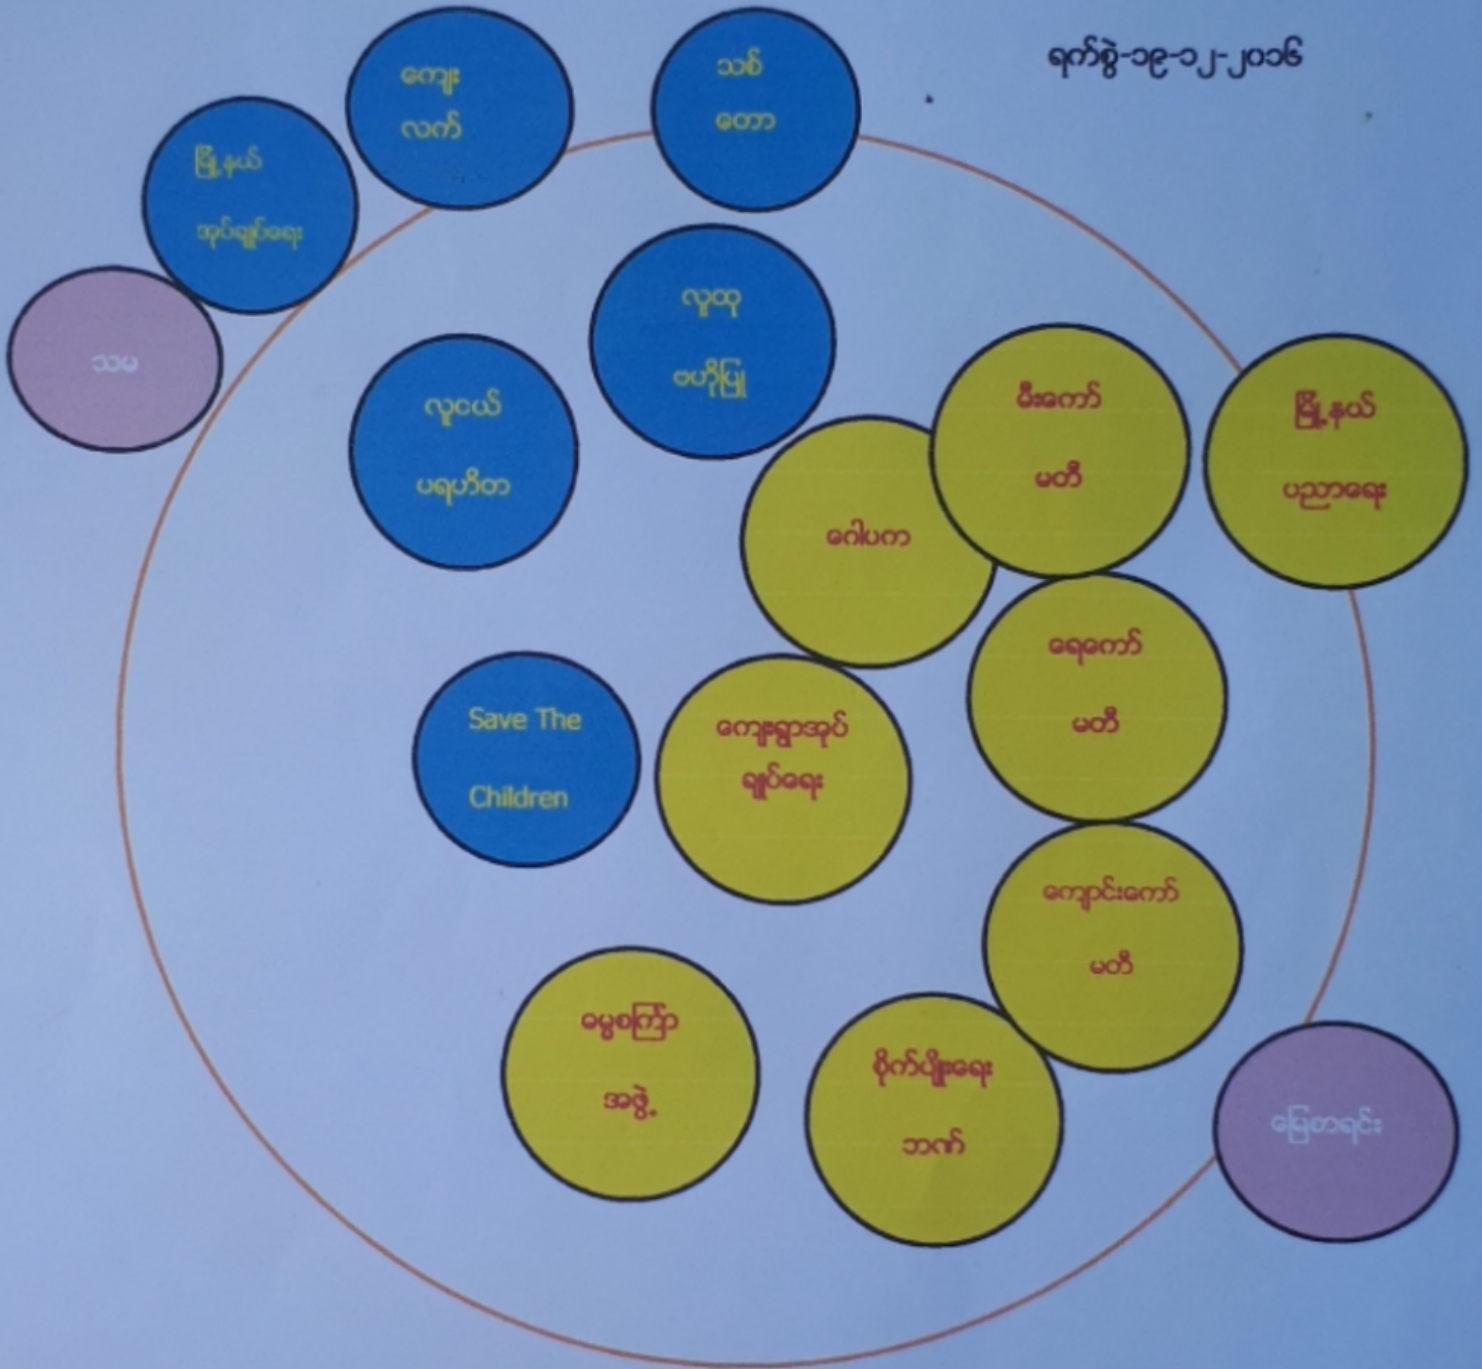 ရက်စွဲ-၁၉-၁၂-၂၀၁၆
ကျေး
လက်
သစ်
တော
မြို့နယ်
အုပ်ချုပ်ရေး
သမ
လူထု
ဗဟိုပြု
လူငယ်
ပရဟိတ
မီးကော်
မတီ
မြို့နယ်
ပညာရေး
ဂေါပက
ရေကော်
မတီ
Save The
Children
ကျေးရွာအုပ်
ချုပ်ရေး
ကျောင်းကော်
မတီ
ဓမ္မစကြာ
အဖွဲ့
စိုက်ပျိုးရေး
ဘဏ်
မြေစာရင်း